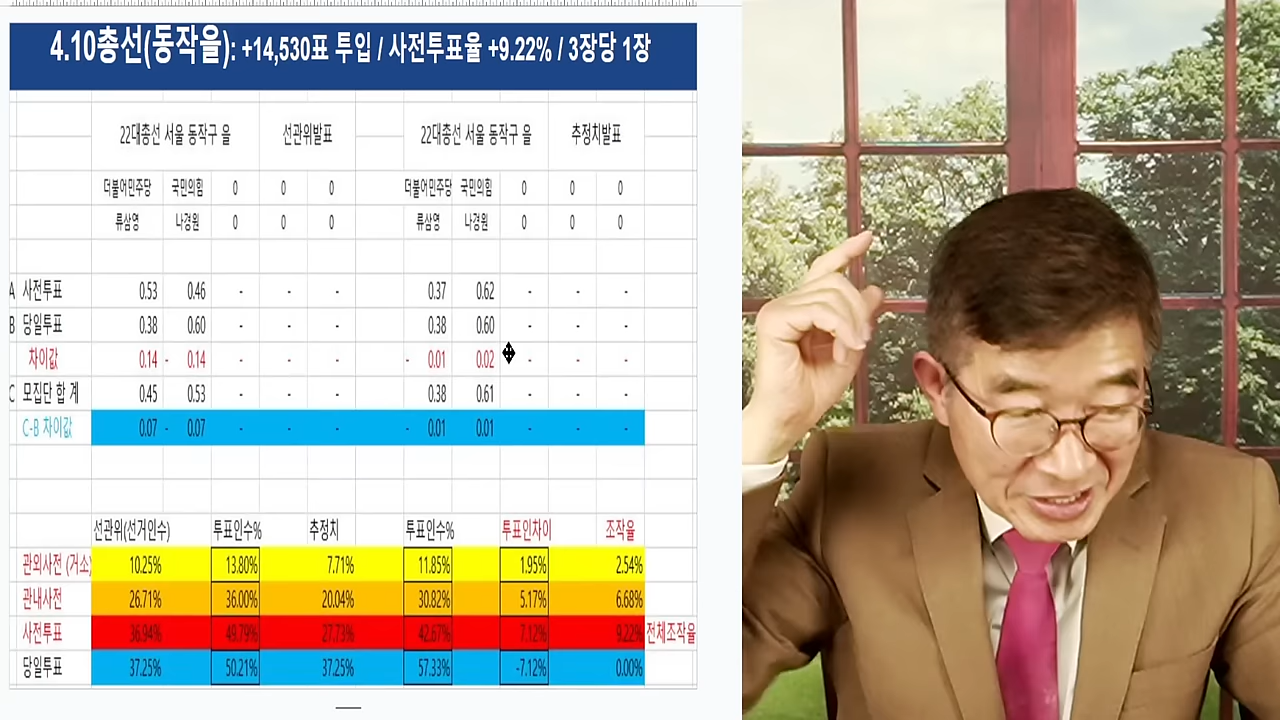 4.10총선(동작을): +14,530표 투입 / 사전투표율 +9.22% / 3장당 1장
22대총선 서울 동작구 을 선관위발표 22대총선 서울 동작구 을 추정치발표
더불어민주당 국민의힘 0 0 0 더불어민주당 국민의힘 0 0 0
류삼영 나경원 0 0 0 류삼영 나경원 0 0 0
A 사전투표 0.53 0.46 - - - 0.37 0.62 - - -
B 당일투표 0.38 0.60 - - - 0.38 0.60 - - -
차이값 0.14 - 0.14 - - - - 0.01 0.02 - - -
C 모집단 합 계 0.45 0.53 - - - 0.38 0.61 - - -
C-B 차이값 0.07 - 0.07 - - - - 0.01 0.01 - - -
선관위(선거인수) 투표인수% 추정치 투표인수% 투표인차이 조작율
관외사전 (거소) 10.25% 13.80% 7.71% 11.85% 1.95% 2.54%
관내사전 26.71% 36.00% 20.04% 30.82% 5.17% 6.68%
사전투표 36.94% 49.79% 27.73% 42.67% 7.12% 9.22% 전체조작율
당일투표 37.25% 50.21% 37.25% 57.33% -7.12% 0.00%